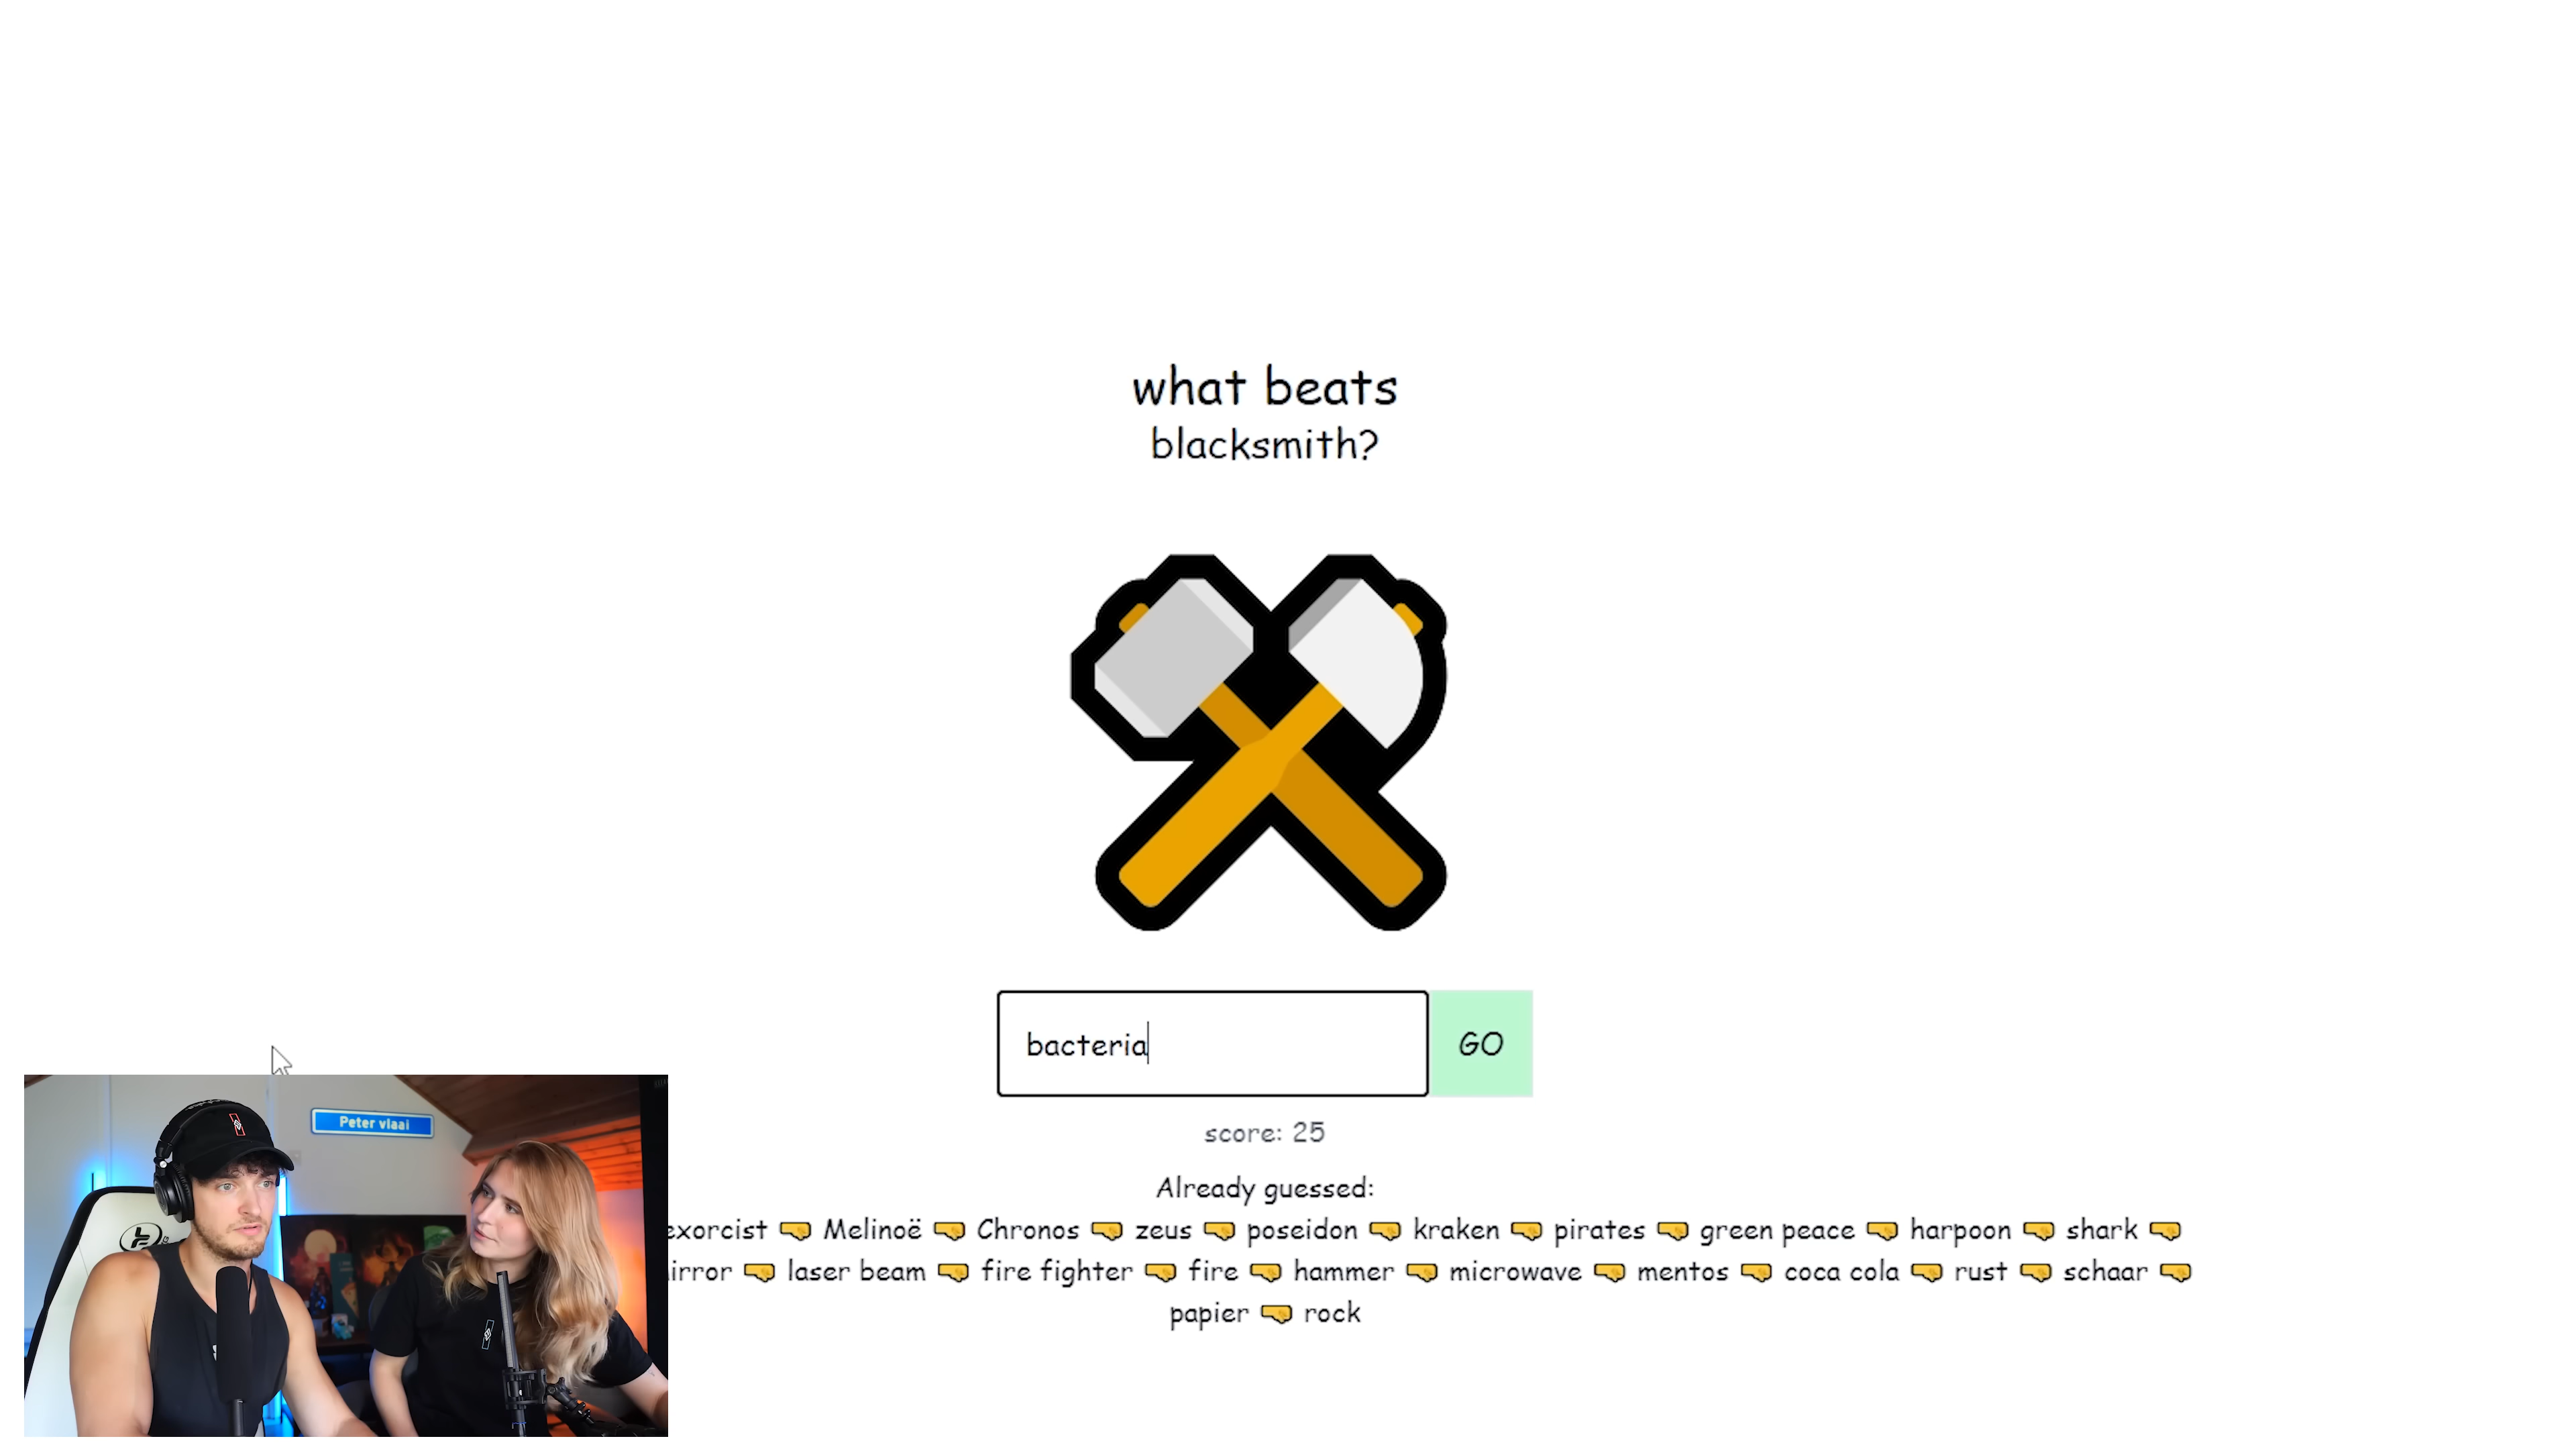 what beats
blacksmith?
bacteria
GO
score: 25
Already guessed:
exorcist 🤜 Melinoë 🤜 Chronos 🤜 zeus 🤜 poseidon 🤜 kraken 🤜 pirates 🤜 green peace 🤜 harpoon 🤜 shark 🤜
laser beam 🤜 fire fighter 🤜 fire 🤜 hammer 🤜 microwave 🤜 mentos 🤜 coca cola 🤜 rust 🤜 schaar 🤜
papier 🤜 rock
Peter vlaai